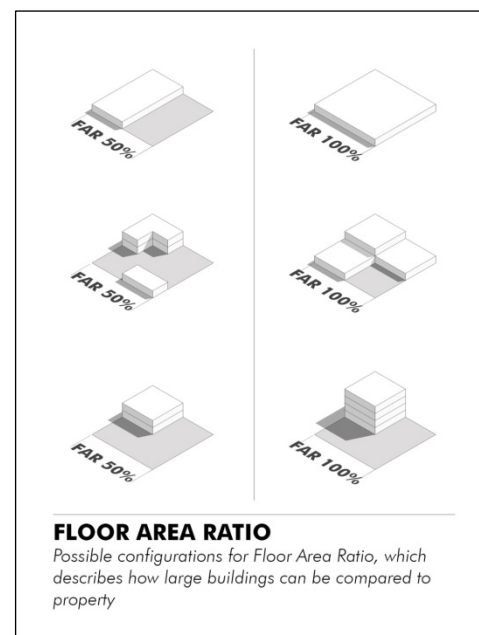 FAR 50%
FAR 100%
FAR 50%
FAR 100%
FAR 50%
FAR 100%
FLOOR AREA RATIO
Possible configurations for Floor Area Ratio, which
describes how large buildings can be compared to
property